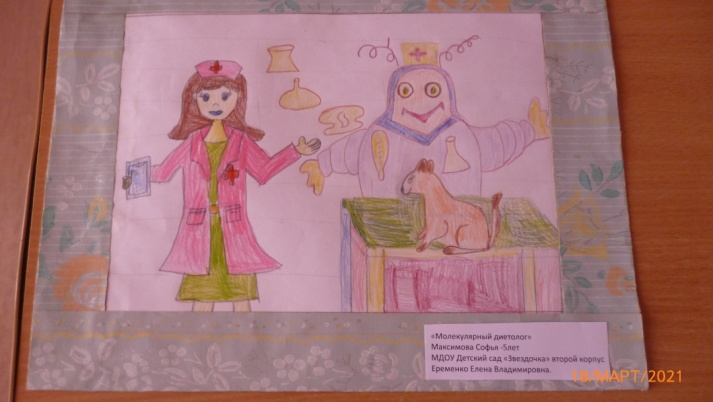 «Молекулярный диетолог»
Максимова Софья -5лет
МДОУ Детский сад «Звездочка» второй корпус.
Еременко Елена Владимировна.
18/МАРТ/2021